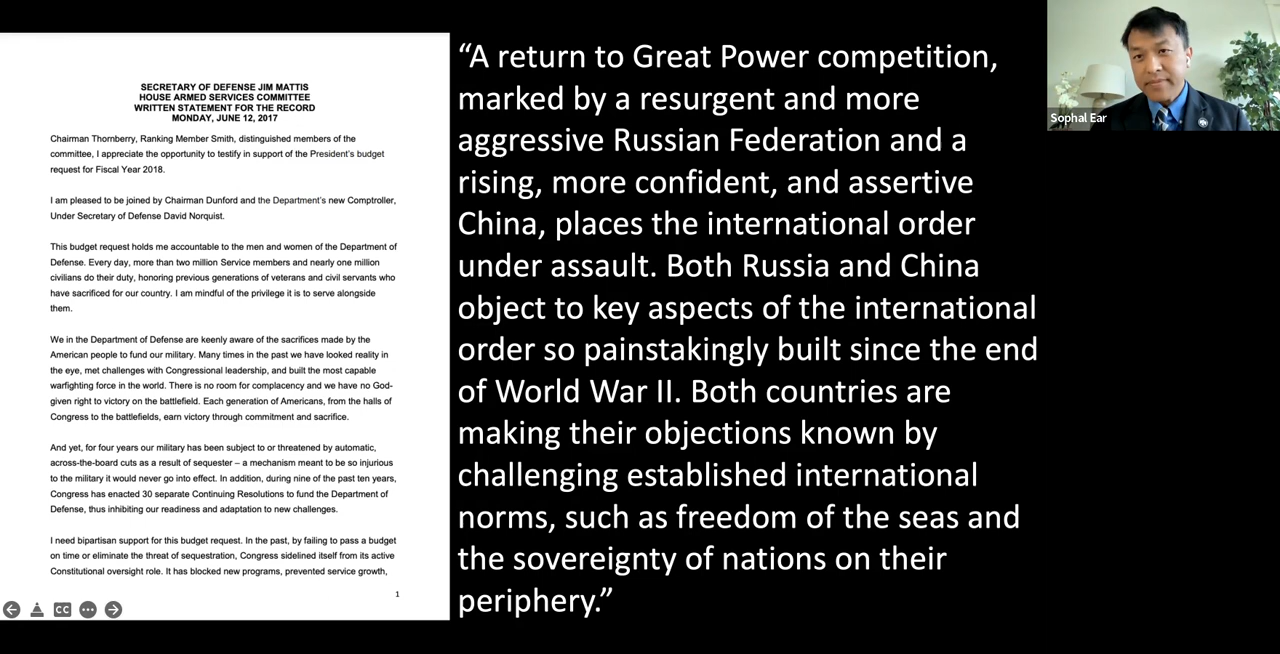 SECRETARY OF DEFENSE JIM MATTIS
HOUSE ARMED SERVICES COMMITTEE
WRITTEN STATEMENT FOR THE RECORD
MONDAY, JUNE 12, 2017
Chairman Thornberry, Ranking Member Smith, distinguished members of the
committee, I appreciate the opportunity to testify in support of the President's budget
request for Fiscal Year 2018.
I am pleased to be joined by Chairman Dunford and the Department's new Comptroller,
Under Secretary of Defense David Norquist.
This budget request holds me accountable to the men and women of the Department of
Defense. Every day, more than two million Service members and nearly one million
civilians do their duty, honoring previous generations of veterans and civil servants who
have sacrificed for our country. I am mindful of the privilege it is to serve alongside
them.
We in the Department of Defense are keenly aware of the sacrifices made by the
American people to fund our military. Many times in the past we have looked reality in
the eye, met challenges with Congressional leadership, and built the most capable
warfighting force in the world. There is no room for complacency and we have no God-
given right to victory on the battlefield. Each generation of Americans, from the halls of
Congress to the battlefields, earn victory through commitment and sacrifice.
And yet, for four years our military has been subject to or threatened by automatic,
across-the-board cuts as a result of sequester – a mechanism meant to be so injurious
to the military it would never go into effect. In addition, during nine of the past ten years,
Congress has enacted 30 separate Continuing Resolutions to fund the Department of
Defense, thus inhibiting our readiness and adaptation to new challenges.
I need bipartisan support for this budget request. In the past, by failing to pass a budget
on time or eliminate the threat of sequestration, Congress sidelined itself from its active
Constitutional oversight role. It has blocked new programs, prevented service growth,
1
CC
“A return to Great Power competition,
marked by a resurgent and more
aggressive Russian Federation and a
rising, more confident, and assertive
China, places the international order
under assault. Both Russia and China
object to key aspects of the international
order so painstakingly built since the end
of World War II. Both countries are
making their objections known by
challenging established international
norms, such as freedom of the seas and
the sovereignty of nations on their
periphery.”
Sophal Ear